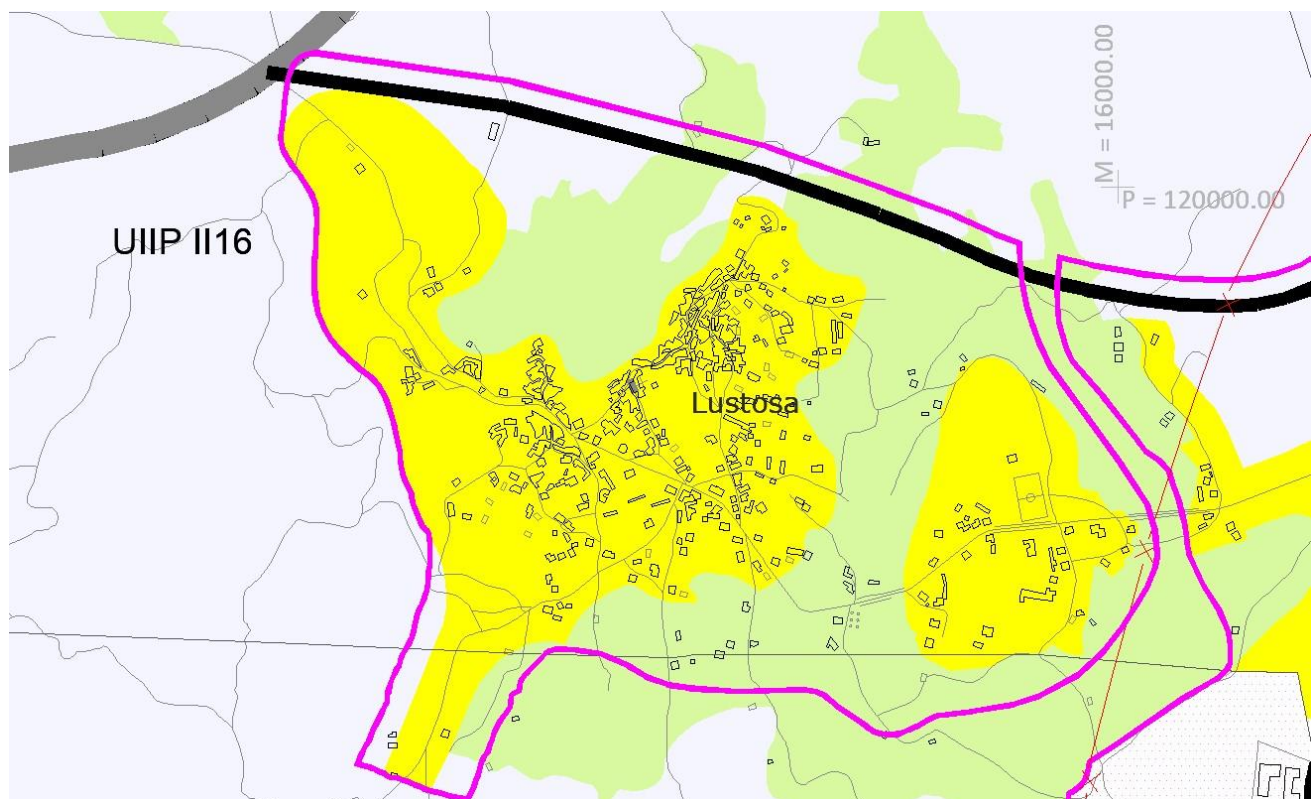 M = 16000.00
P = 120000.00
UIIP II16
Lustosa